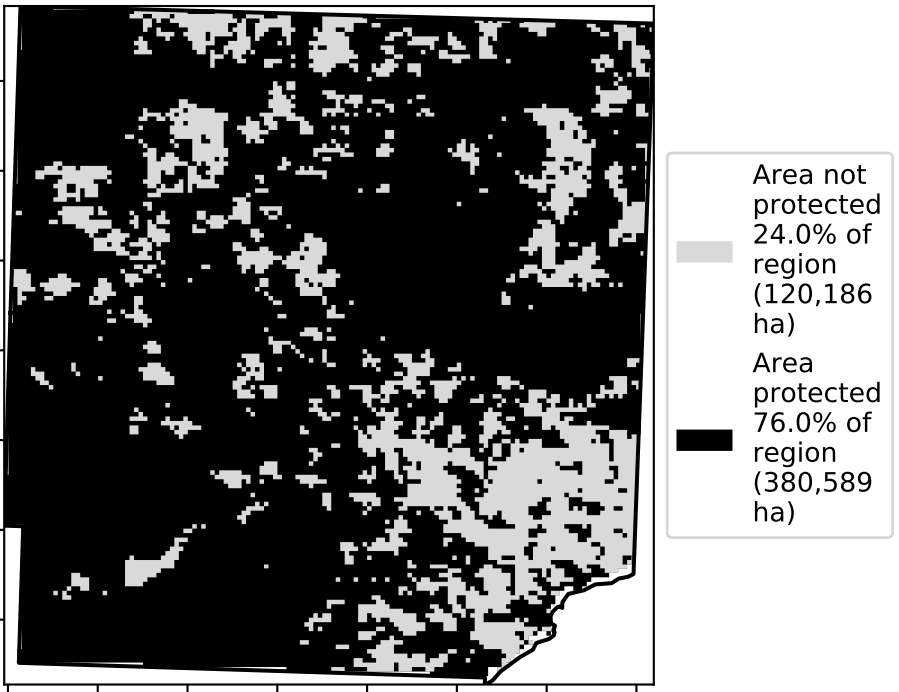 Area not
protected
24.0% of
region
(120,186
ha)
Area
protected
76.0% of
region
(380,589
ha)